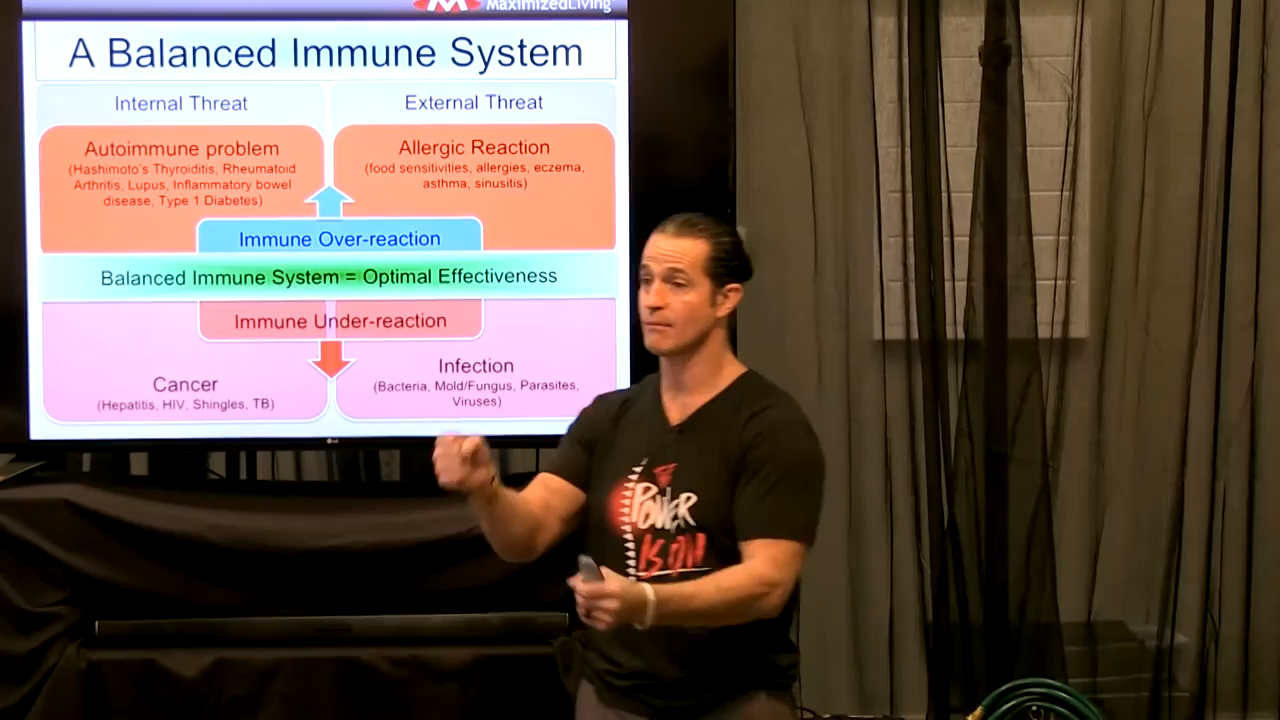 MaximizedLiving
A Balanced Immune System
Internal Threat
External Threat
Autoimmune problem
(Hashimoto's Thyroiditis, Rheumatoid
Arthritis, Lupus, Inflammatory bowel
disease, Type 1 Diabetes)
Allergic Reaction
(food sensitivities, allergies, eczema,
asthma, sinusitis)
Immune Over-reaction
Balanced Immune System = Optimal Effectiveness
Immune Under-reaction
Cancer
(Hepatitis, HIV, Shingles, TB)
Infection
(Bacteria, Mold/Fungus, Parasites,
Viruses)
LG
POWER
IS ON